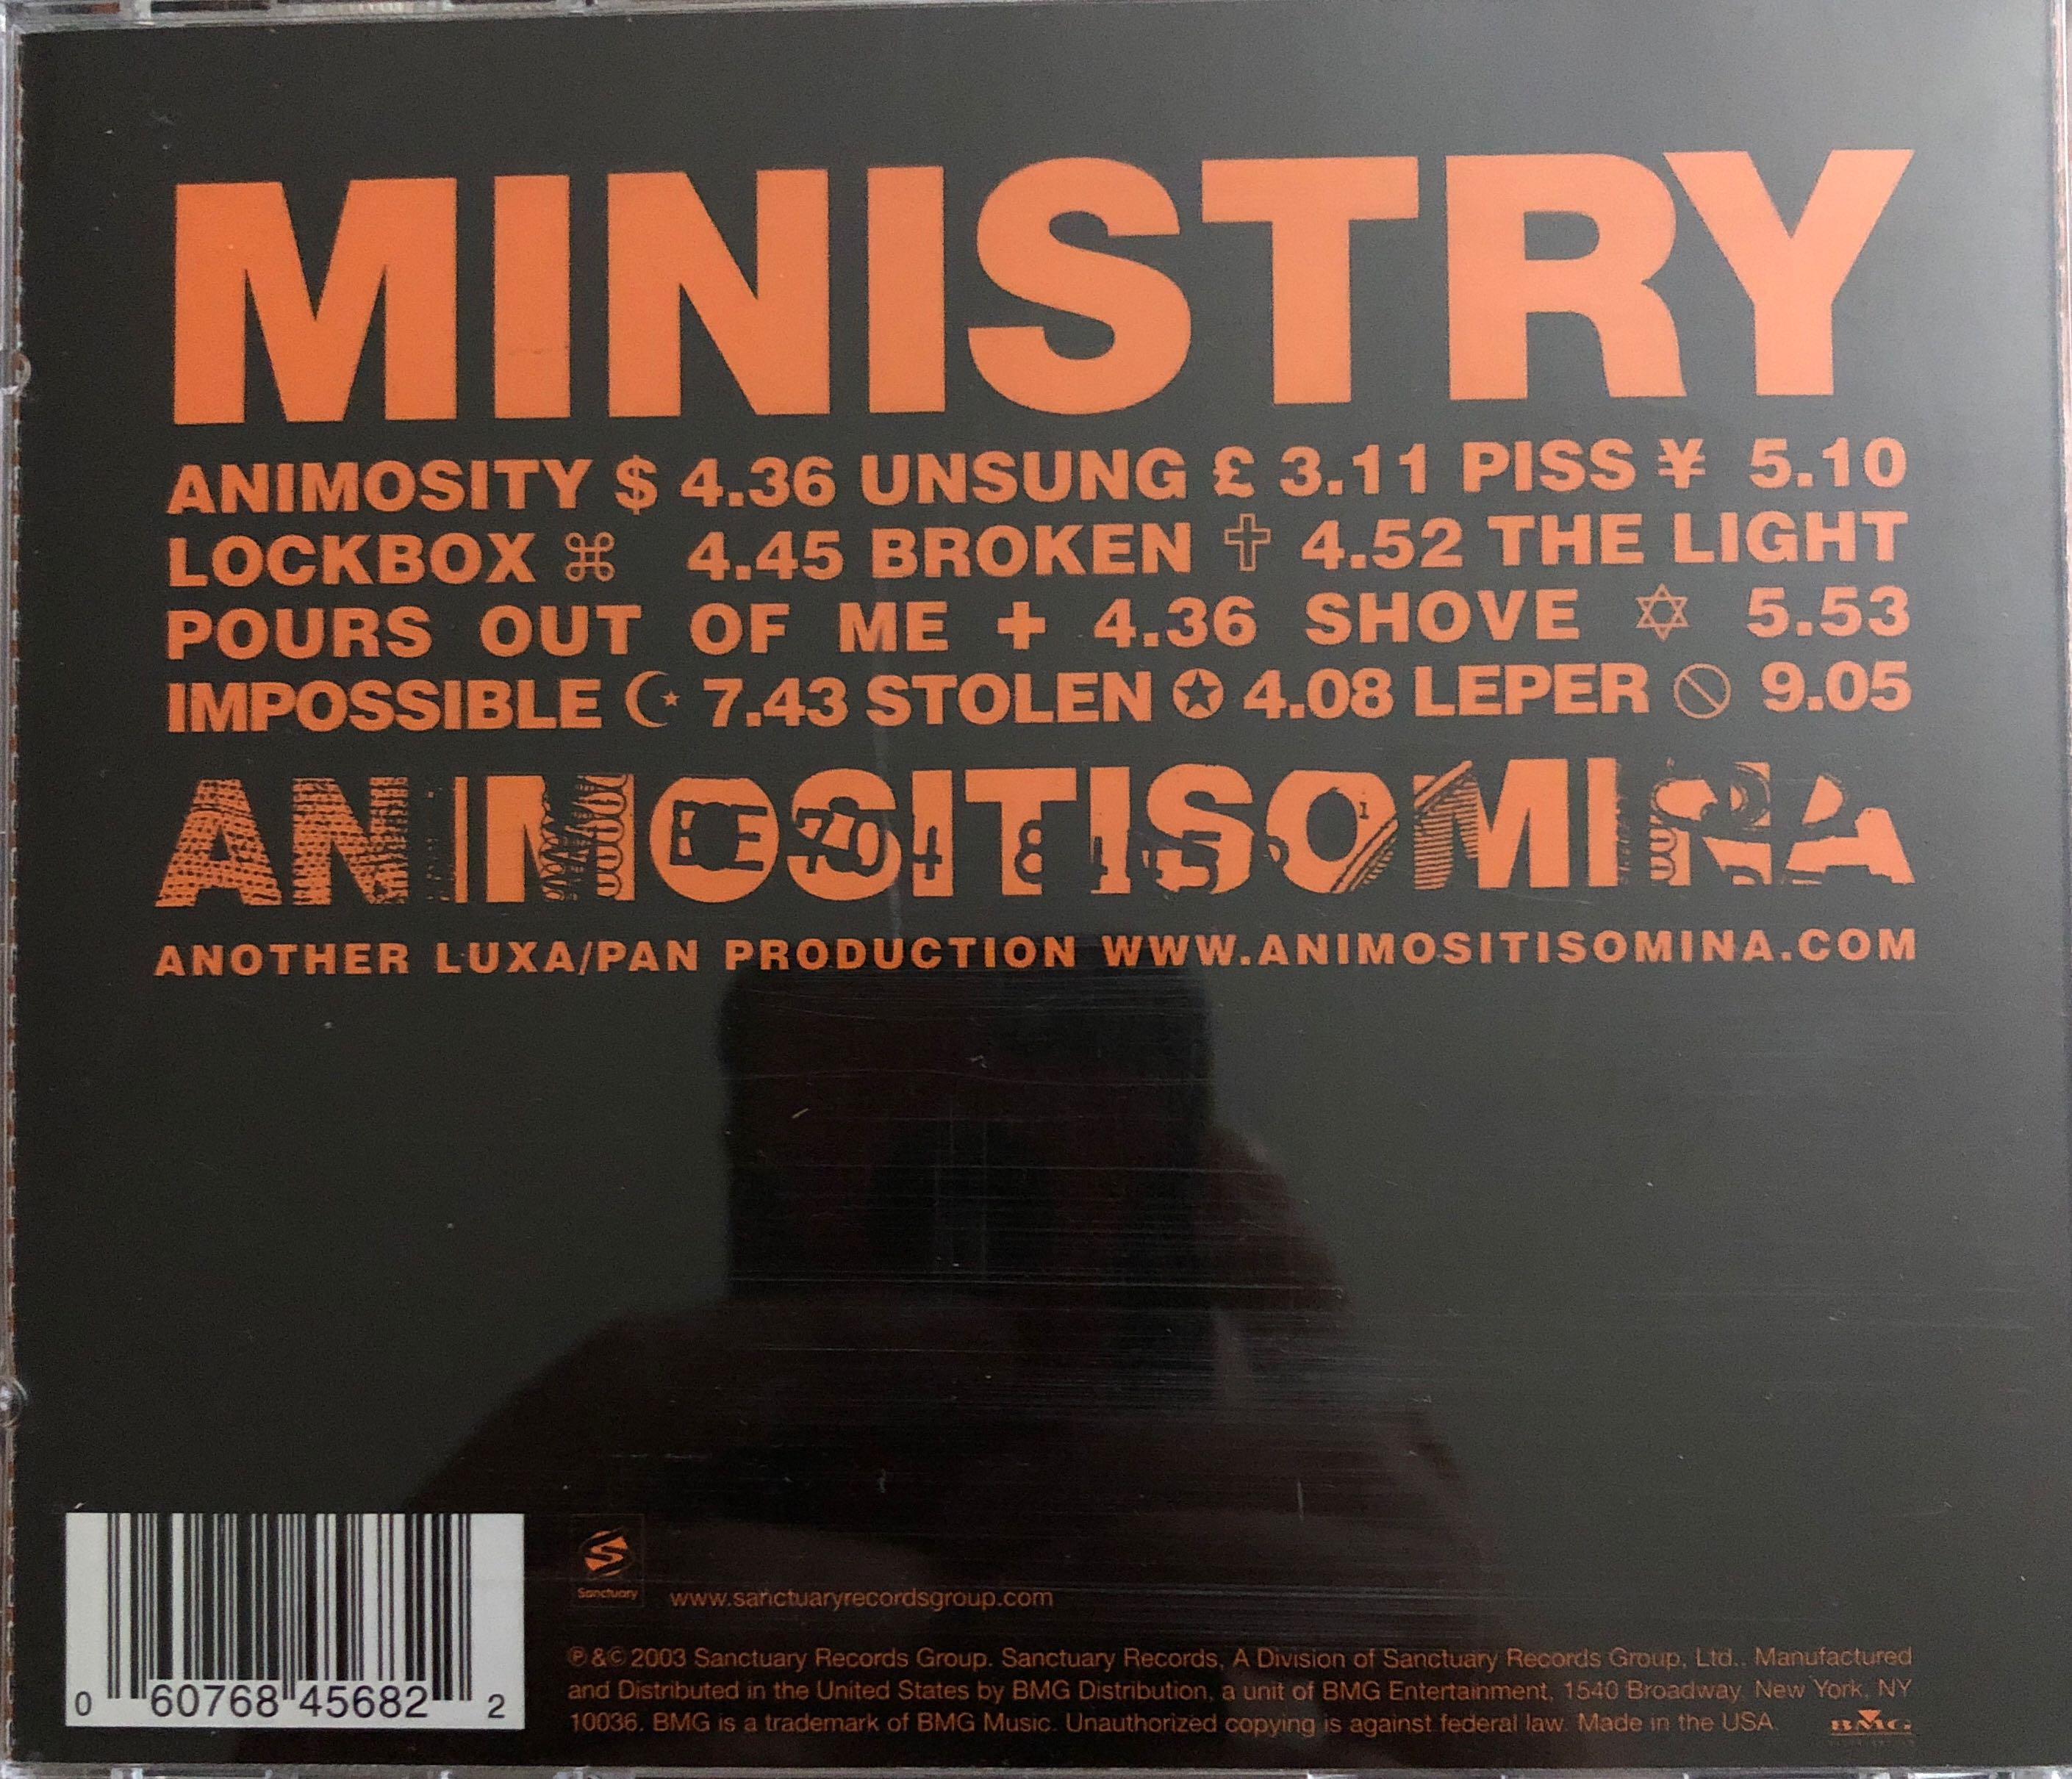 MINISTRY
ANIMOSITY $ 4.36 UNSUNG £ 3.11 PISS ¥ 5.10
LOCKBOX ⌘ 4.45 BROKEN ✞ 4.52 THE LIGHT
POURS OUT OF ME + 4.36 SHOVE ✡ 5.53
IMPOSSIBLE ☪ 7.43 STOLEN ✪ 4.08 LEPER ⃠ 9.05
ANIMOSITISOMINA
ANOTHER LUXA/PAN PRODUCTION WWW.ANIMOSITISOMINA.COM
Sanctuary
www.sanctuaryrecordsgroup.com
℗ & © 2003 Sanctuary Records Group. Sanctuary Records, A Division of Sanctuary Records Group, Ltd.. Manufactured
and Distributed in the United States by BMG Distribution, a unit of BMG Entertainment, 1540 Broadway, New York, NY
10036. BMG is a trademark of BMG Music. Unauthorized copying is against federal law. Made in the USA.
BMG
0 60768 45682 2